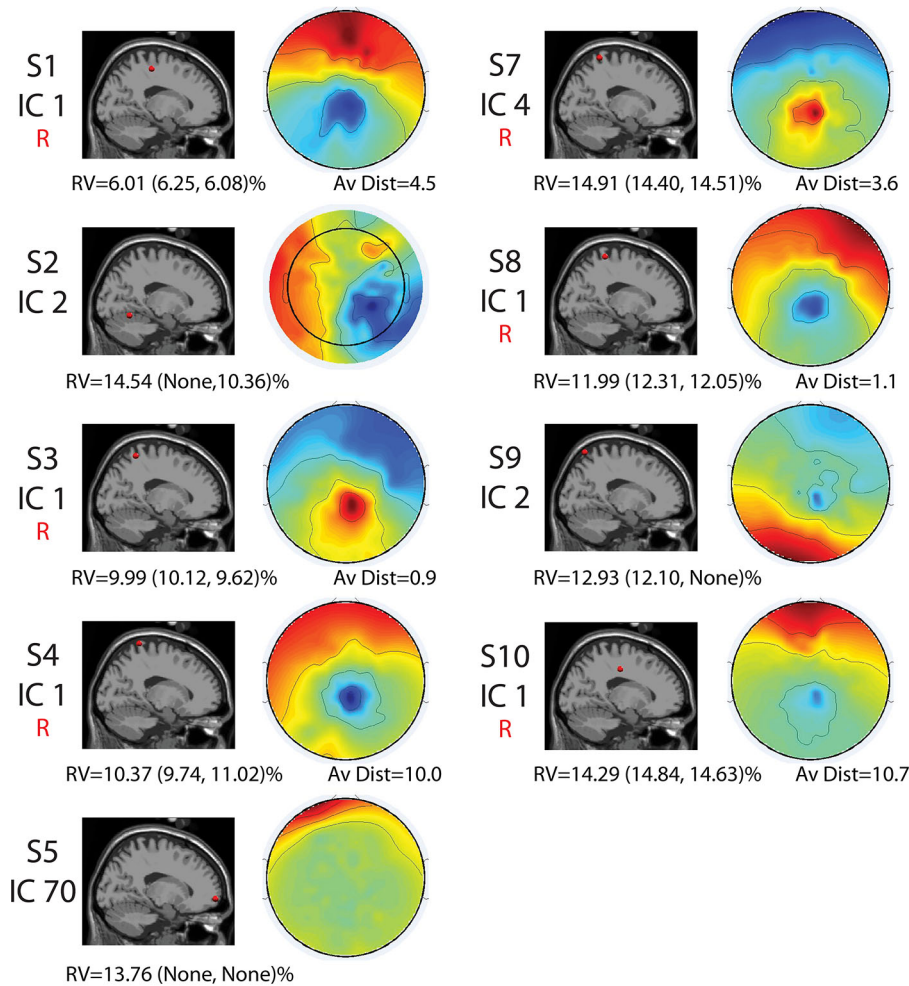 S1
IC 1
R
RV=6.01 (6.25, 6.08)%
Av Dist=4.5
S2
IC 2
RV=14.54 (None,10.36)%
S3
IC 1
R
RV=9.99 (10.12, 9.62)%
Av Dist=0.9
S4
IC 1
R
RV=10.37 (9.74, 11.02)%
Av Dist=10.0
S5
IC 70
RV=13.76 (None, None)%
S7
IC 4
R
RV=14.91 (14.40, 14.51)%
Av Dist=3.6
S8
IC 1
R
RV=11.99 (12.31, 12.05)%
Av Dist=1.1
S9
IC 2
RV=12.93 (12.10, None)%
S10
IC 1
R
RV=14.29 (14.84, 14.63)%
Av Dist=10.7